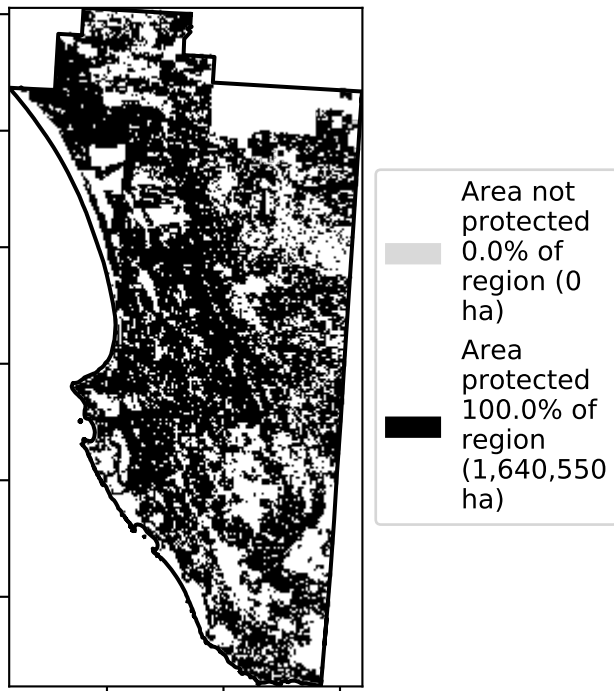 Area not
protected
0.0% of
region (0
ha)
Area
protected
100.0% of
region
(1,640,550
ha)